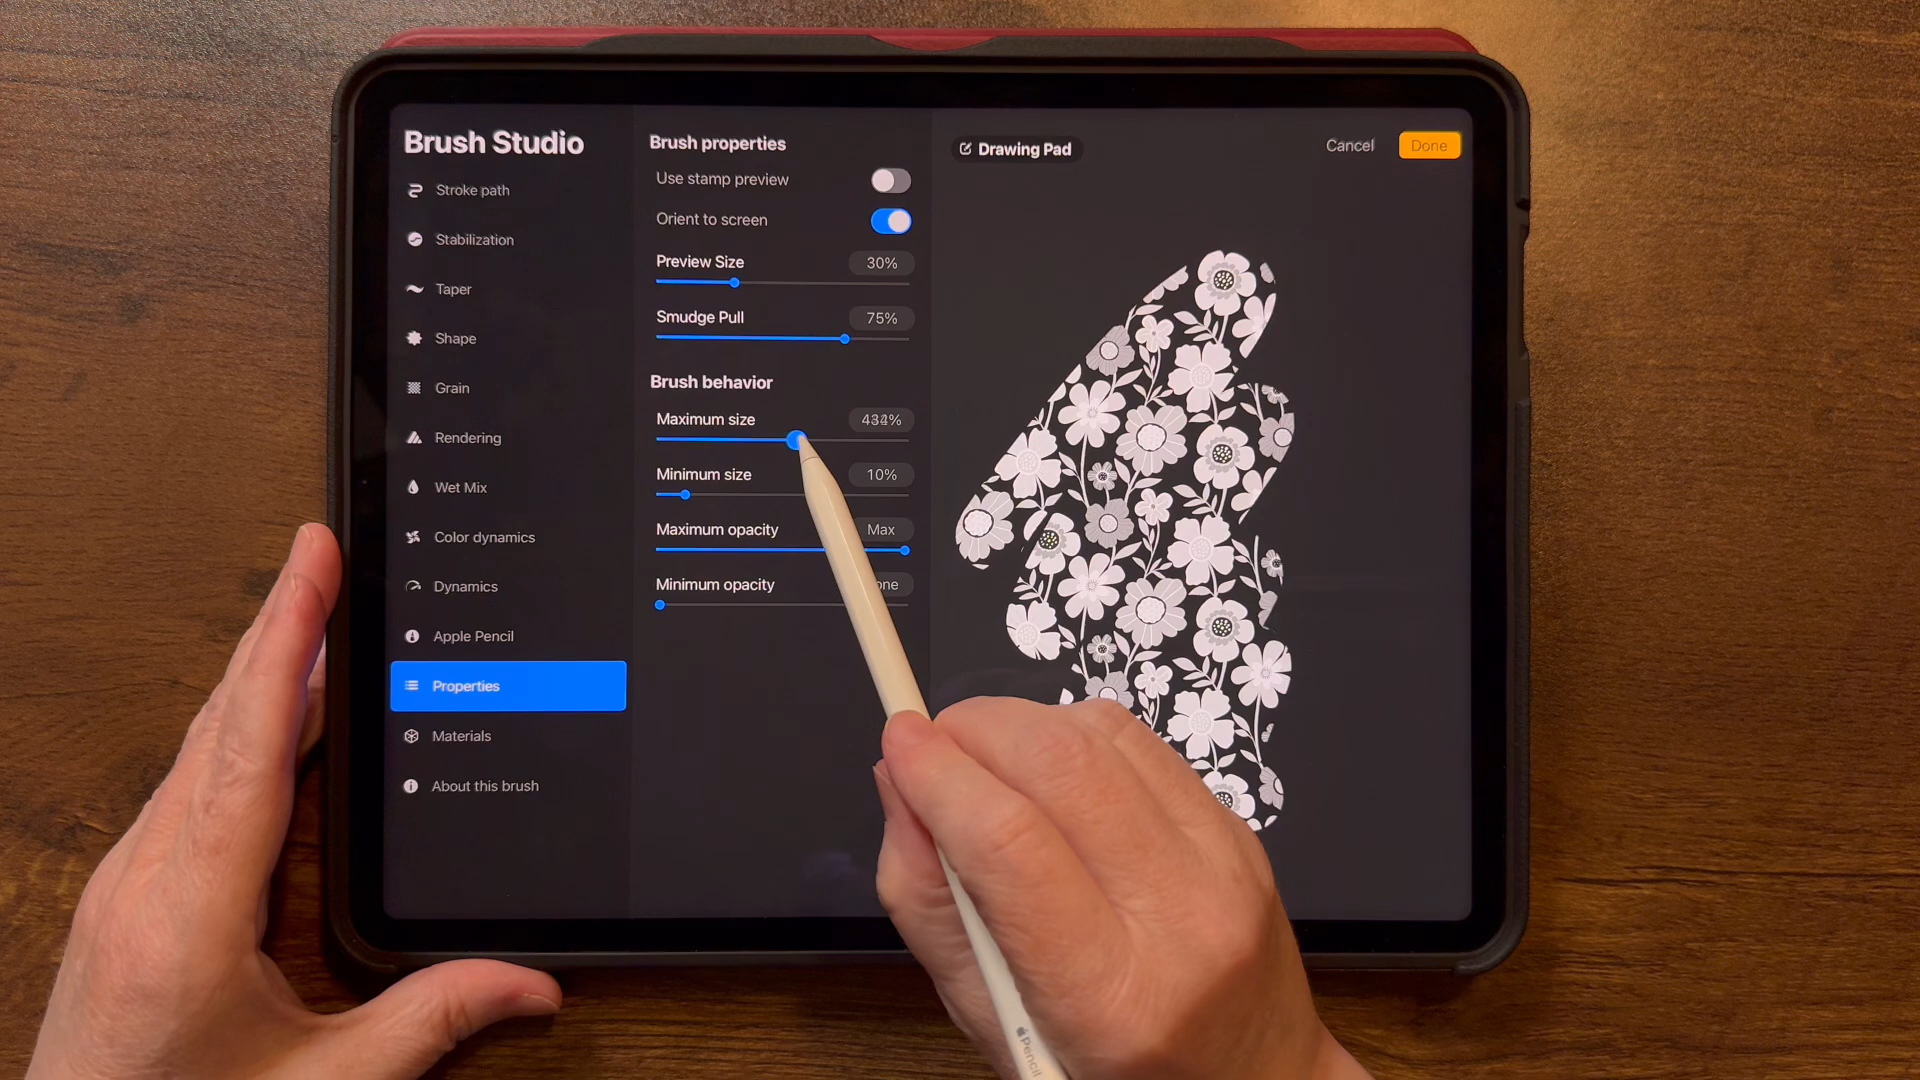 Brush Studio
Stroke path
Stabilization
Taper
Shape
Grain
Rendering
Wet Mix
Color dynamics
Dynamics
Apple Pencil
Properties
Materials
About this brush
Brush properties
Use stamp preview
Orient to screen
Preview Size 30%
Smudge Pull 75%
Brush behavior
Maximum size
Minimum size 10%
Maximum opacity Max
Minimum opacity
Drawing Pad
Cancel
Done
Pencil